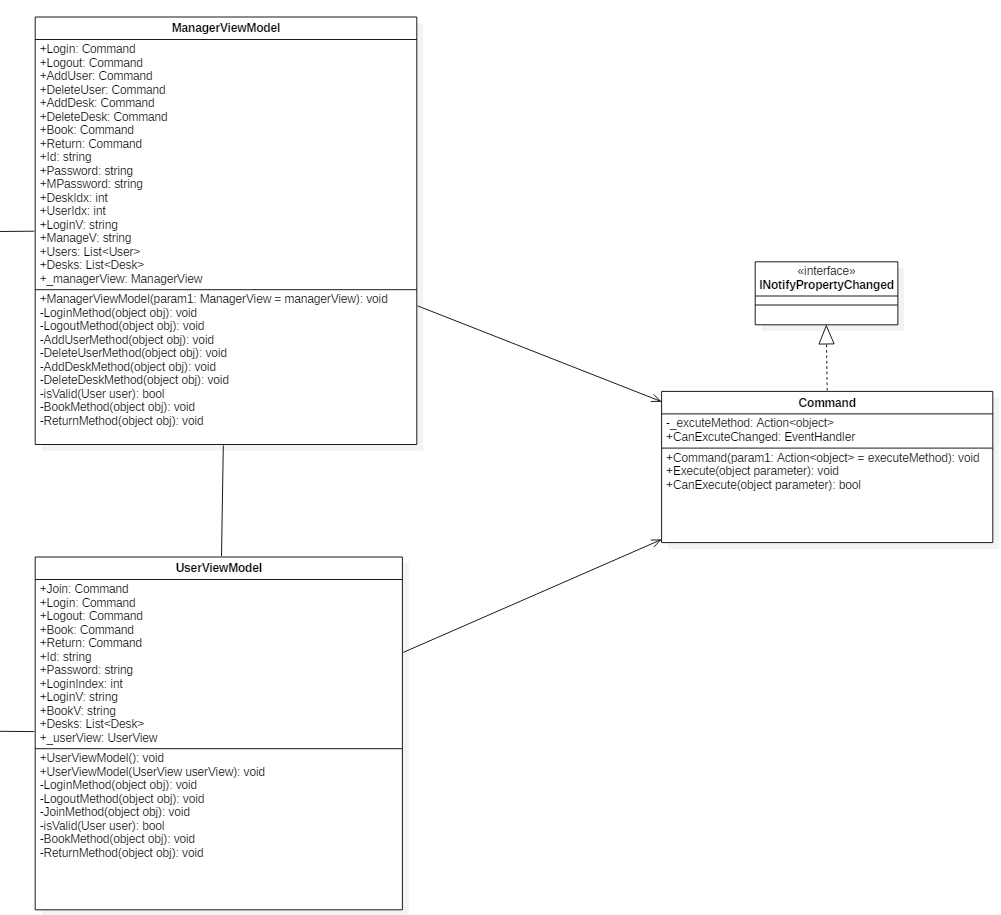 ManagerViewModel
+Login: Command
+Logout: Command
+AddUser: Command
+DeleteUser: Command
+AddDesk: Command
+DeleteDesk: Command
+Book: Command
+Return: Command
+Id: string
+Password: string
+MPassword: string
+DeskIdx: int
+UserIdx: int
+LoginV: string
+ManageV: string
+Users: List<User>
+Desks: List<Desk>
+_managerView: ManagerView
+ManagerViewModel(param1: ManagerView = managerView): void
-LoginMethod(object obj): void
-LogoutMethod(object obj): void
-AddUserMethod(object obj): void
-DeleteUserMethod(object obj): void
-AddDeskMethod(object obj): void
-DeleteDeskMethod(object obj): void
-isValid(User user): bool
-BookMethod(object obj): void
-ReturnMethod(object obj): void
«interface»
INotifyPropertyChanged
Command
-_excuteMethod: Action<object>
+CanExcuteChanged: EventHandler
+Command(param1: Action<object> = executeMethod): void
+Execute(object parameter): void
+CanExecute(object parameter): bool
UserViewModel
+Join: Command
+Login: Command
+Logout: Command
+Book: Command
+Return: Command
+Id: string
+Password: string
+LoginIndex: int
+LoginV: string
+BookV: string
+Desks: List<Desk>
+_userView: UserView
+UserViewModel(): void
+UserViewModel(UserView userView): void
-LoginMethod(object obj): void
-LogoutMethod(object obj): void
-JoinMethod(object obj): void
-isValid(User user): bool
-BookMethod(object obj): void
-ReturnMethod(object obj): void